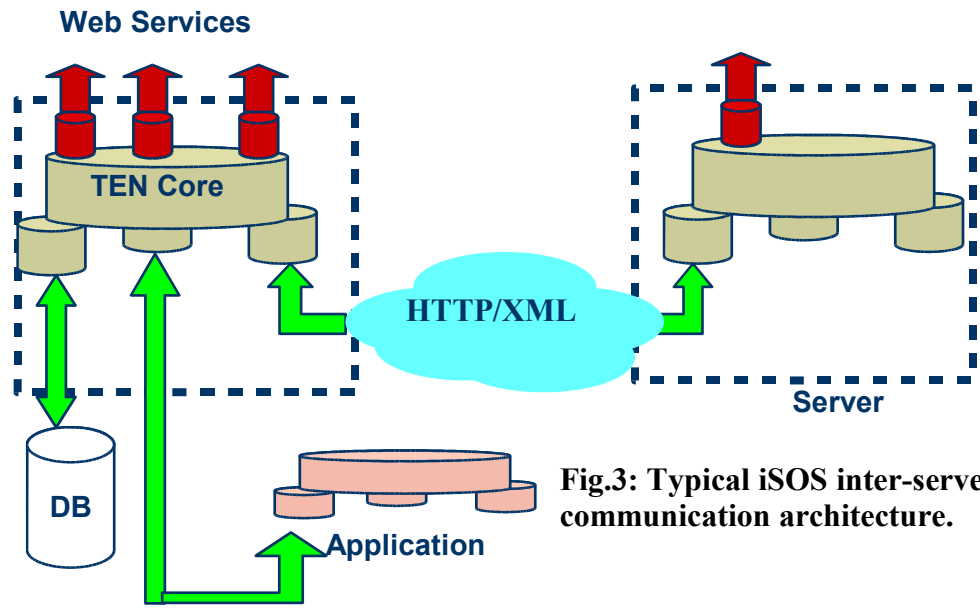 Web Services
TEN Core
HTTP/XML
Server
DB
Application
Fig.3: Typical iSOS inter-serve
communication architecture.